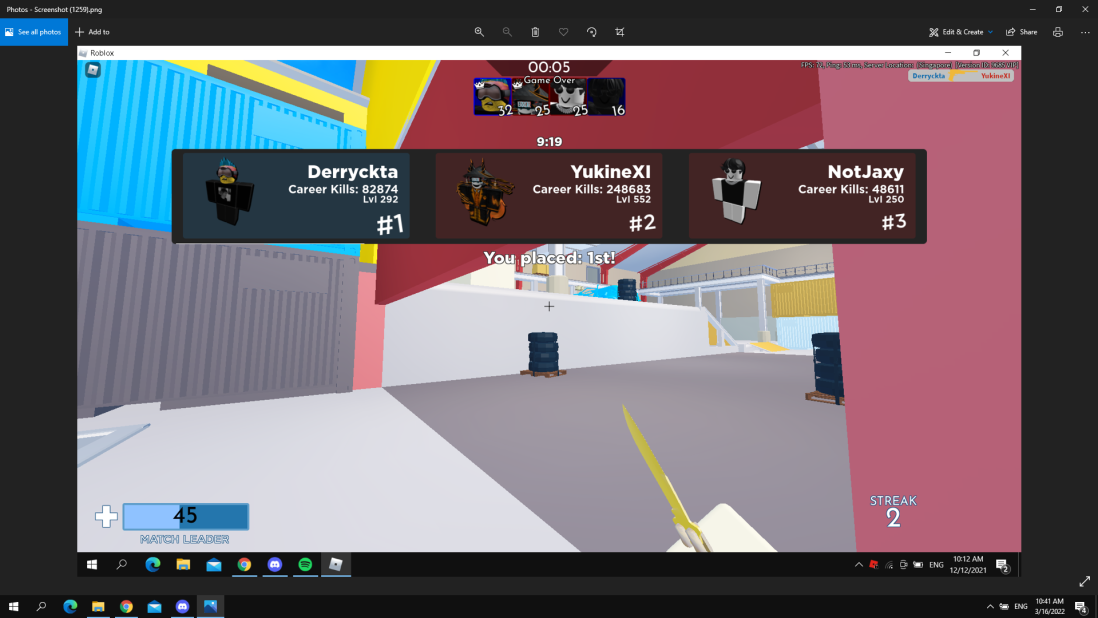 Photos - Screenshot (1259).png
See all photos
Add to
Edit & Create
Share
Roblox
00:05
Game Over
32
25
25
16
Derryckta
YukineXI
9:19
Derryckta
Career Kills: 82874
Lvl 292
#1
YukineXI
Career Kills: 248683
Lvl 552
#2
NotJaxy
Career Kills: 48611
Lvl 250
#3
You placed: 1st!
45
MATCH LEADER
STREAK
2
ENG
10:12 AM
12/12/2021
2
ENG
10:41 AM
3/16/2022
4